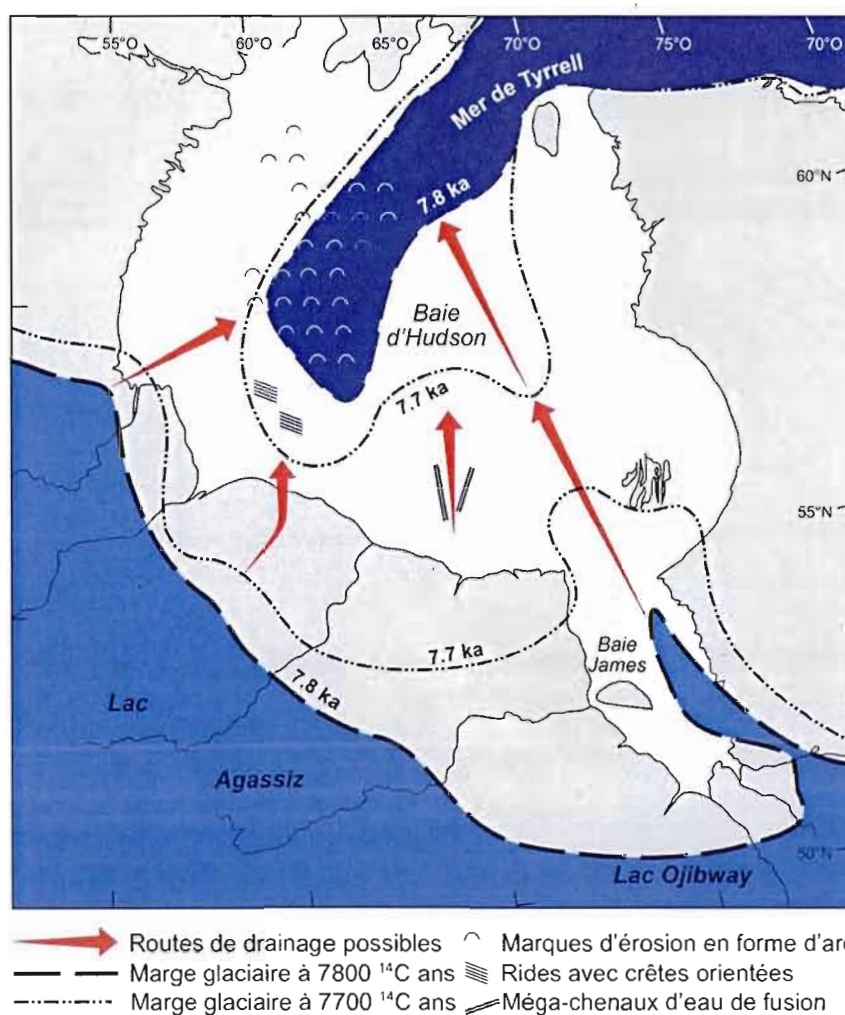 55°O 60°O 65°O 70°O 75°O 70°O
Mer de Tyrrell
60°N
7.8 ka
Baie
d'Hudson
7.7 ka
55°N
Baie
James
7.7 ka
7.8 ka
Lac
Agassiz
50°N
Lac Ojibway
Routes de drainage possibles
Marques d'érosion en forme d'arc
Marge glaciaire à 7800 ¹⁴C ans
Rides avec crêtes orientées
Marge glaciaire à 7700 ¹⁴C ans
Méga-chenaux d'eau de fusion